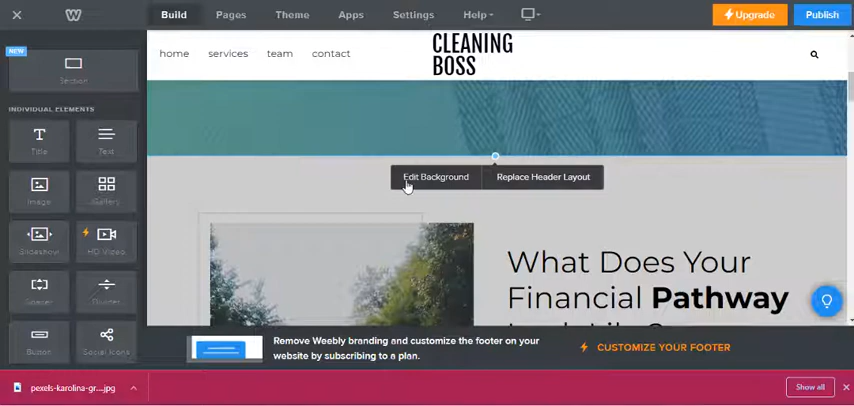 Build Pages Theme Apps Settings Help Upgrade Publish
NEW
Section
INDIVIDUAL ELEMENTS
Title Text
Image Gallery
Slideshow HD Video
Spacer Divider
Button Social Icons
home services team contact
CLEANING
BOSS
Edit Background Replace Header Layout
What Does Your
Financial Pathway
Remove Weebly branding and customize the footer on your
website by subscribing to a plan.
CUSTOMIZE YOUR FOOTER
pexels-karolina-gr....jpg
Show all